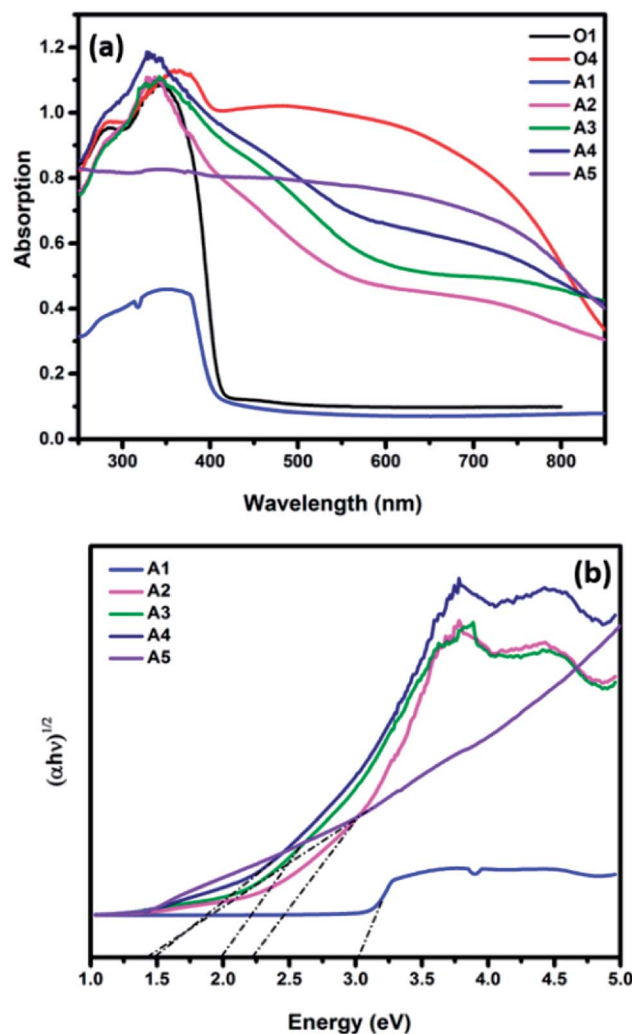 (a)
O1
O4
A1
A2
A3
A4
A5
1.2
1.0
0.8
0.6
0.4
0.2
0.0
Absorption
300 400 500 600 700 800
Wavelength (nm)
(b)
A1
A2
A3
A4
A5
(αhν)1/2
1.0 1.5 2.0 2.5 3.0 3.5 4.0 4.5 5.0
Energy (eV)